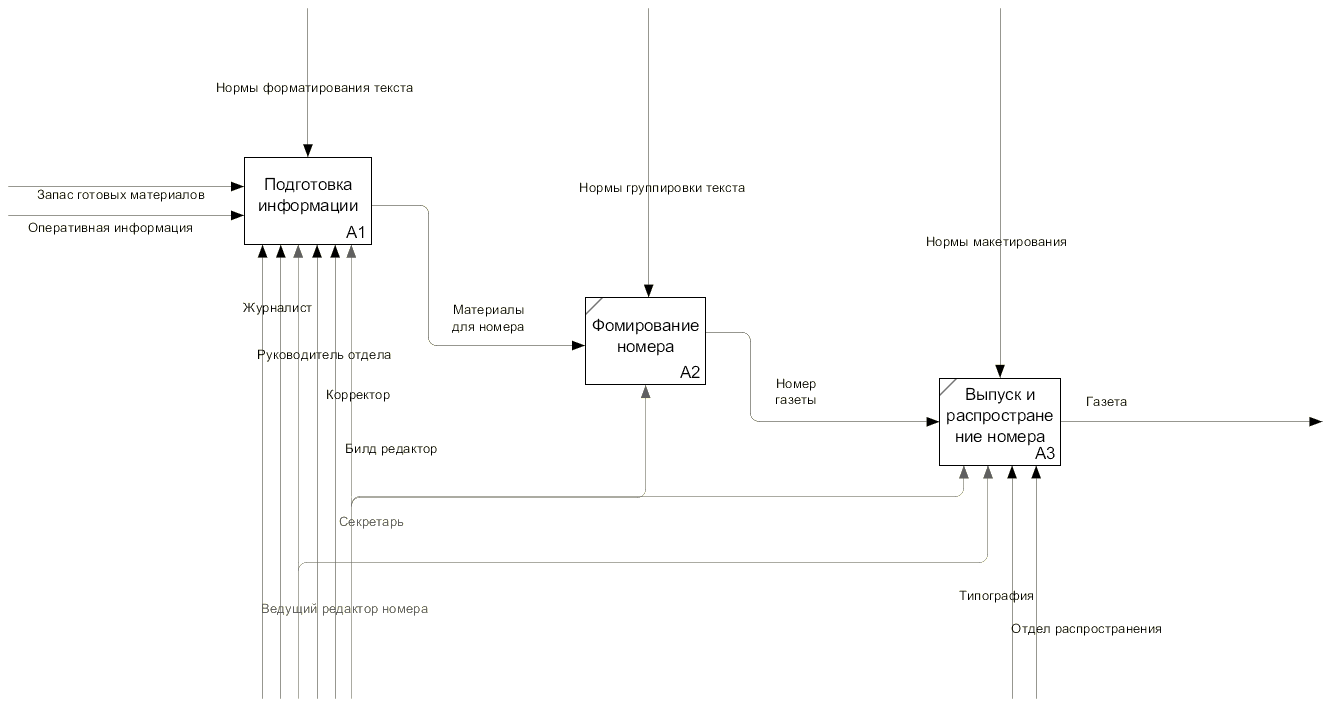 Нормы форматирования текста
Подготовка
информации
A1
Запас готовых материалов
Оперативная информация
Нормы группировки текста
Нормы макетирования
Журналист
Материалы
для номера
Фомирование
номера
A2
Руководитель отдела
Корректор
Номер
газеты
Выпуск и
распростране
ние номера
A3
Газета
Билд редактор
Секретарь
Ведущий редактор номера
Типография
Отдел распространения